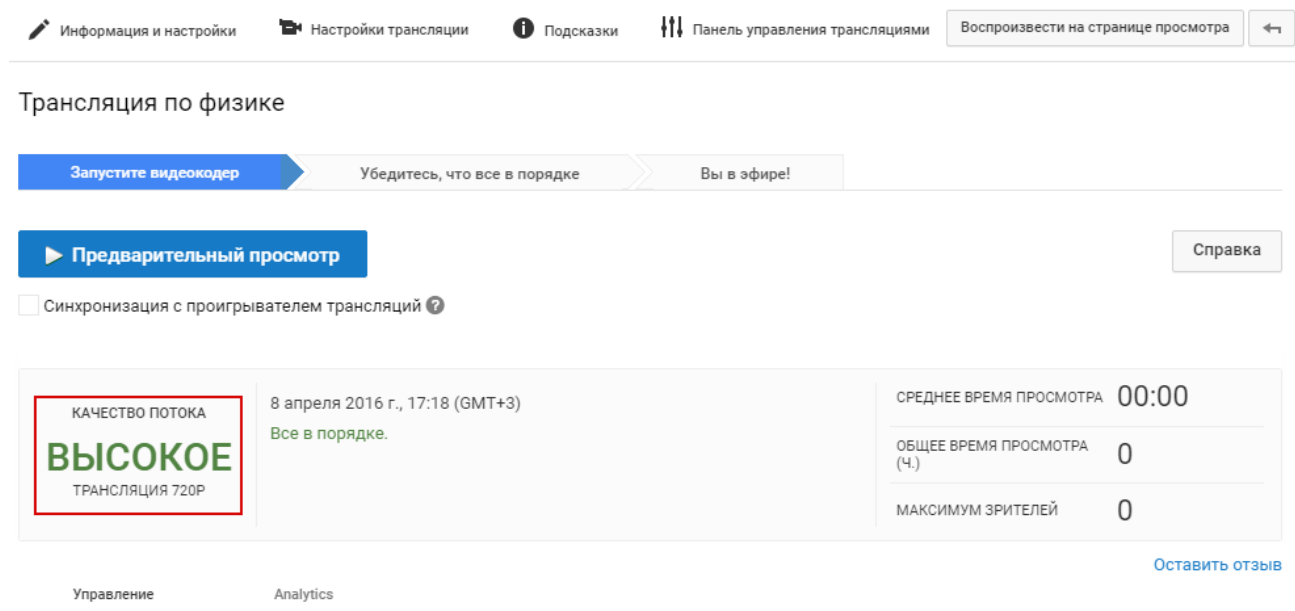 Информация и настройки Настройки трансляции Подсказки Панель управления трансляциями Воспроизвести на странице просмотра
Трансляция по физике
Запустите видеокодер Убедитесь, что все в порядке Вы в эфире!
Предварительный просмотр Справка
Синхронизация с проигрывателем трансляций ?
КАЧЕСТВО ПОТОКА
ВЫСОКОЕ
ТРАНСЛЯЦИЯ 720P
8 апреля 2016 г., 17:18 (GMT+3)
Все в порядке.
СРЕДНЕЕ ВРЕМЯ ПРОСМОТРА 00:00
ОБЩЕЕ ВРЕМЯ ПРОСМОТРА
(Ч.) 0
МАКСИМУМ ЗРИТЕЛЕЙ 0
Оставить отзыв
Управление Analytics